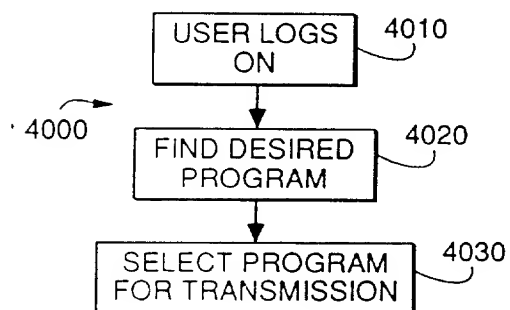 USER LOGS
ON
4010
4000
FIND DESIRED
PROGRAM
4020
SELECT PROGRAM
FOR TRANSMISSION
4030